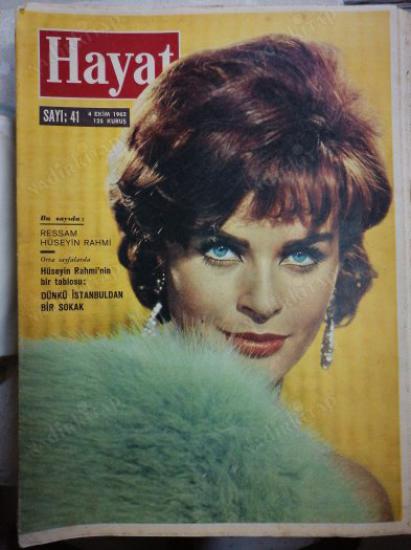 Hayat
SAYI: 41
4 EKİM 1962
125 KURUŞ
Bu sayıda:
RESSAM
HÜSEYİN RAHMİ
Orta sayfalarda
Hüseyin Rahmi'nin
bir tablosu:
DÜNKÜ İSTANBULDAN
BİR SOKAK